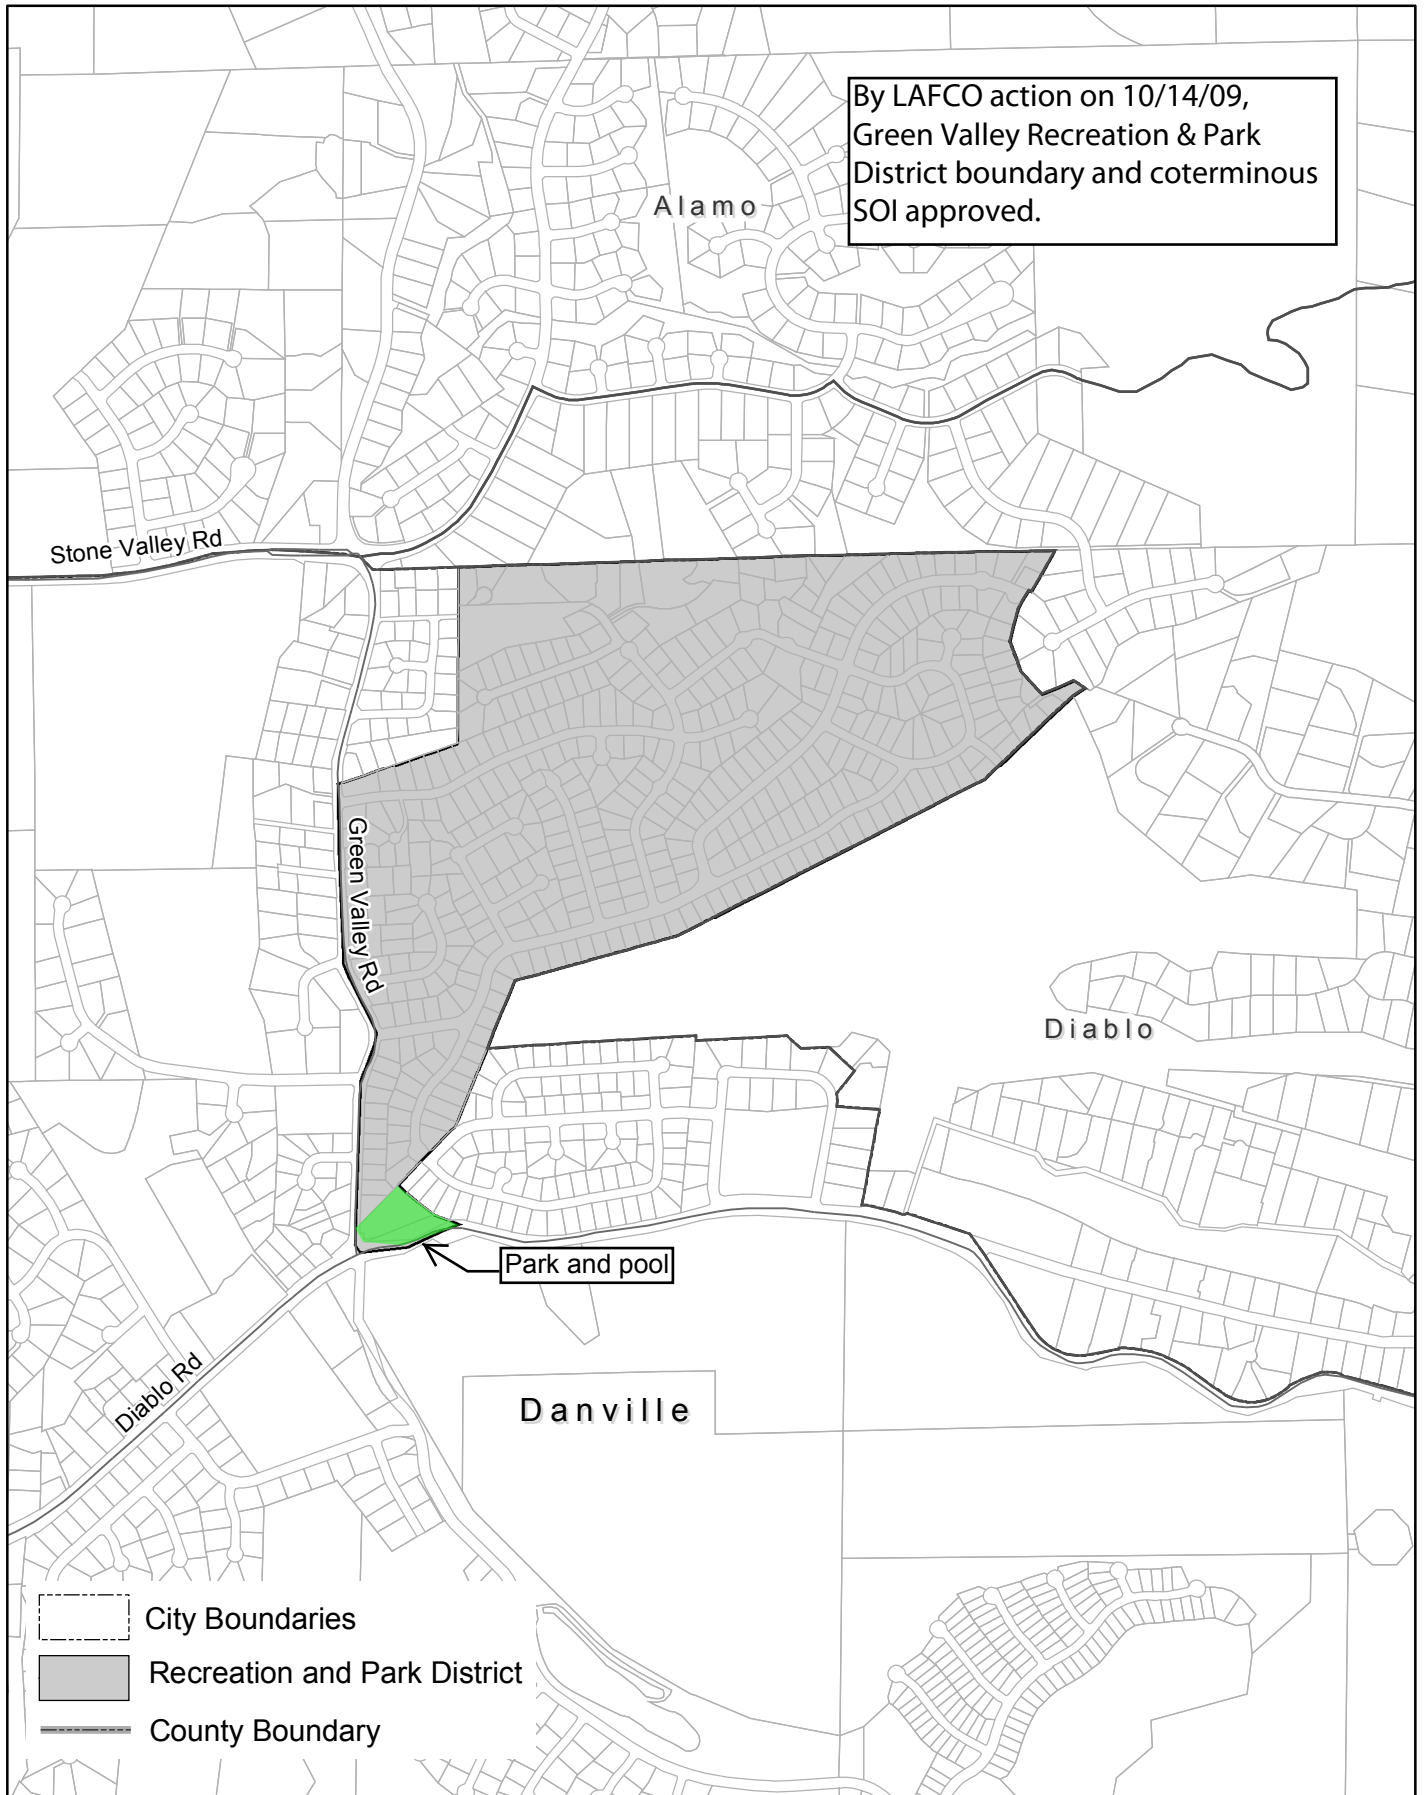 By LAFCO action on 10/14/09,
Green Valley Recreation & Park
District boundary and coterminous
SOI approved.
Alamo
Stone Valley Rd
Green Valley Rd
Diablo
Park and pool
Diablo Rd
Danville
City Boundaries
Recreation and Park District
County Boundary